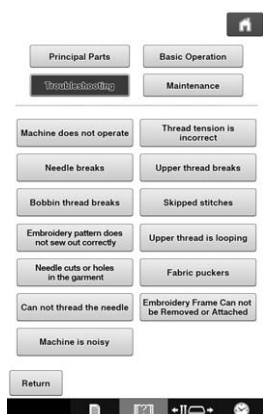 Principal Parts
Basic Operation
Troubleshooting
Maintenance
Machine does not operate
Thread tension is
incorrect
Needle breaks
Upper thread breaks
Bobbin thread breaks
Skipped stitches
Embroidery pattern does
not sew out correctly
Upper thread is looping
Needle cuts or holes
in the garment
Fabric puckers
Can not thread the needle
Embroidery Frame Can not
be Removed or Attached
Machine is noisy
Return